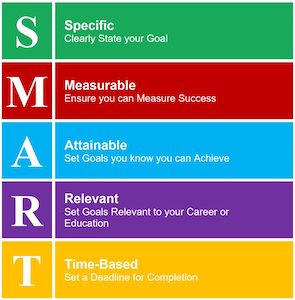 S
Specific
Clearly State your Goal
M
Measurable
Ensure you can Measure Success
A
Attainable
Set Goals you know you can Achieve
R
Relevant
Set Goals Relevant to your Career or
Education
T
Time-Based
Set a Deadline for Completion